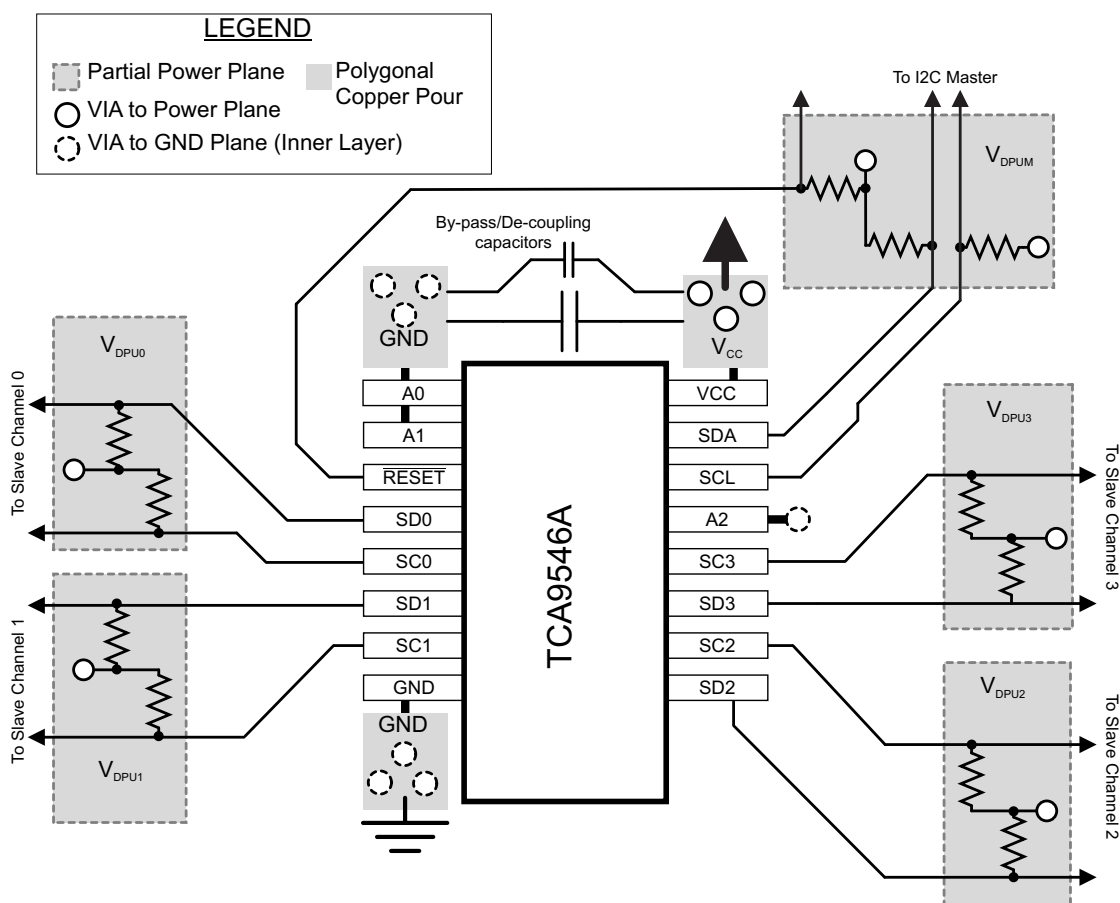 LEGEND
Partial Power Plane
Polygonal
Copper Pour
VIA to Power Plane
VIA to GND Plane (Inner Layer)
To I2C Master
VDPUM
By-pass/De-coupling
capacitors
GND
VCC
VDPU0
To Slave Channel 0
A0
A1
RESET
SD0
SC0
SD1
SC1
GND
TCA9546A
VCC
SDA
SCL
A2
SC3
SD3
SC2
SD2
VDPU3
To Slave Channel 3
To Slave Channel 1
VDPU1
GND
VDPU2
To Slave Channel 2